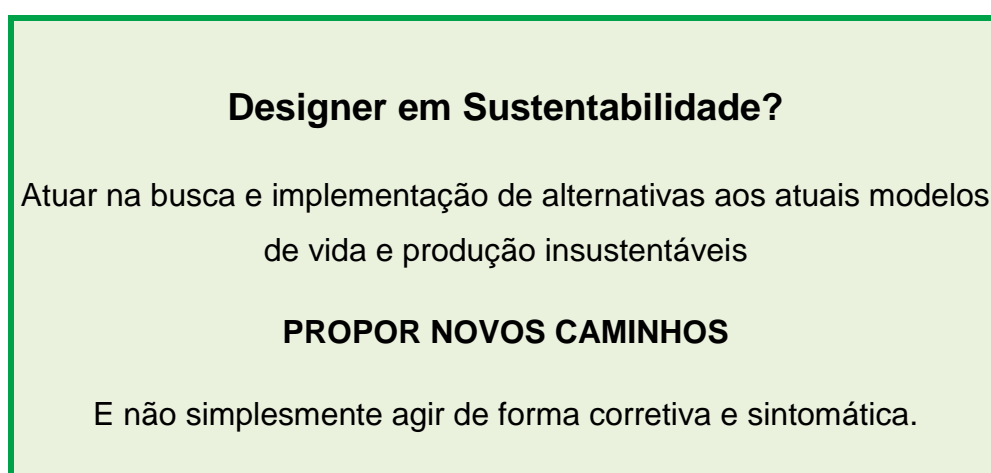 Designer em Sustentabilidade?
Atuar na busca e implementação de alternativas aos atuais modelos
de vida e produção insustentáveis
PROPOR NOVOS CAMINHOS
E não simplesmente agir de forma corretiva e sintomática.